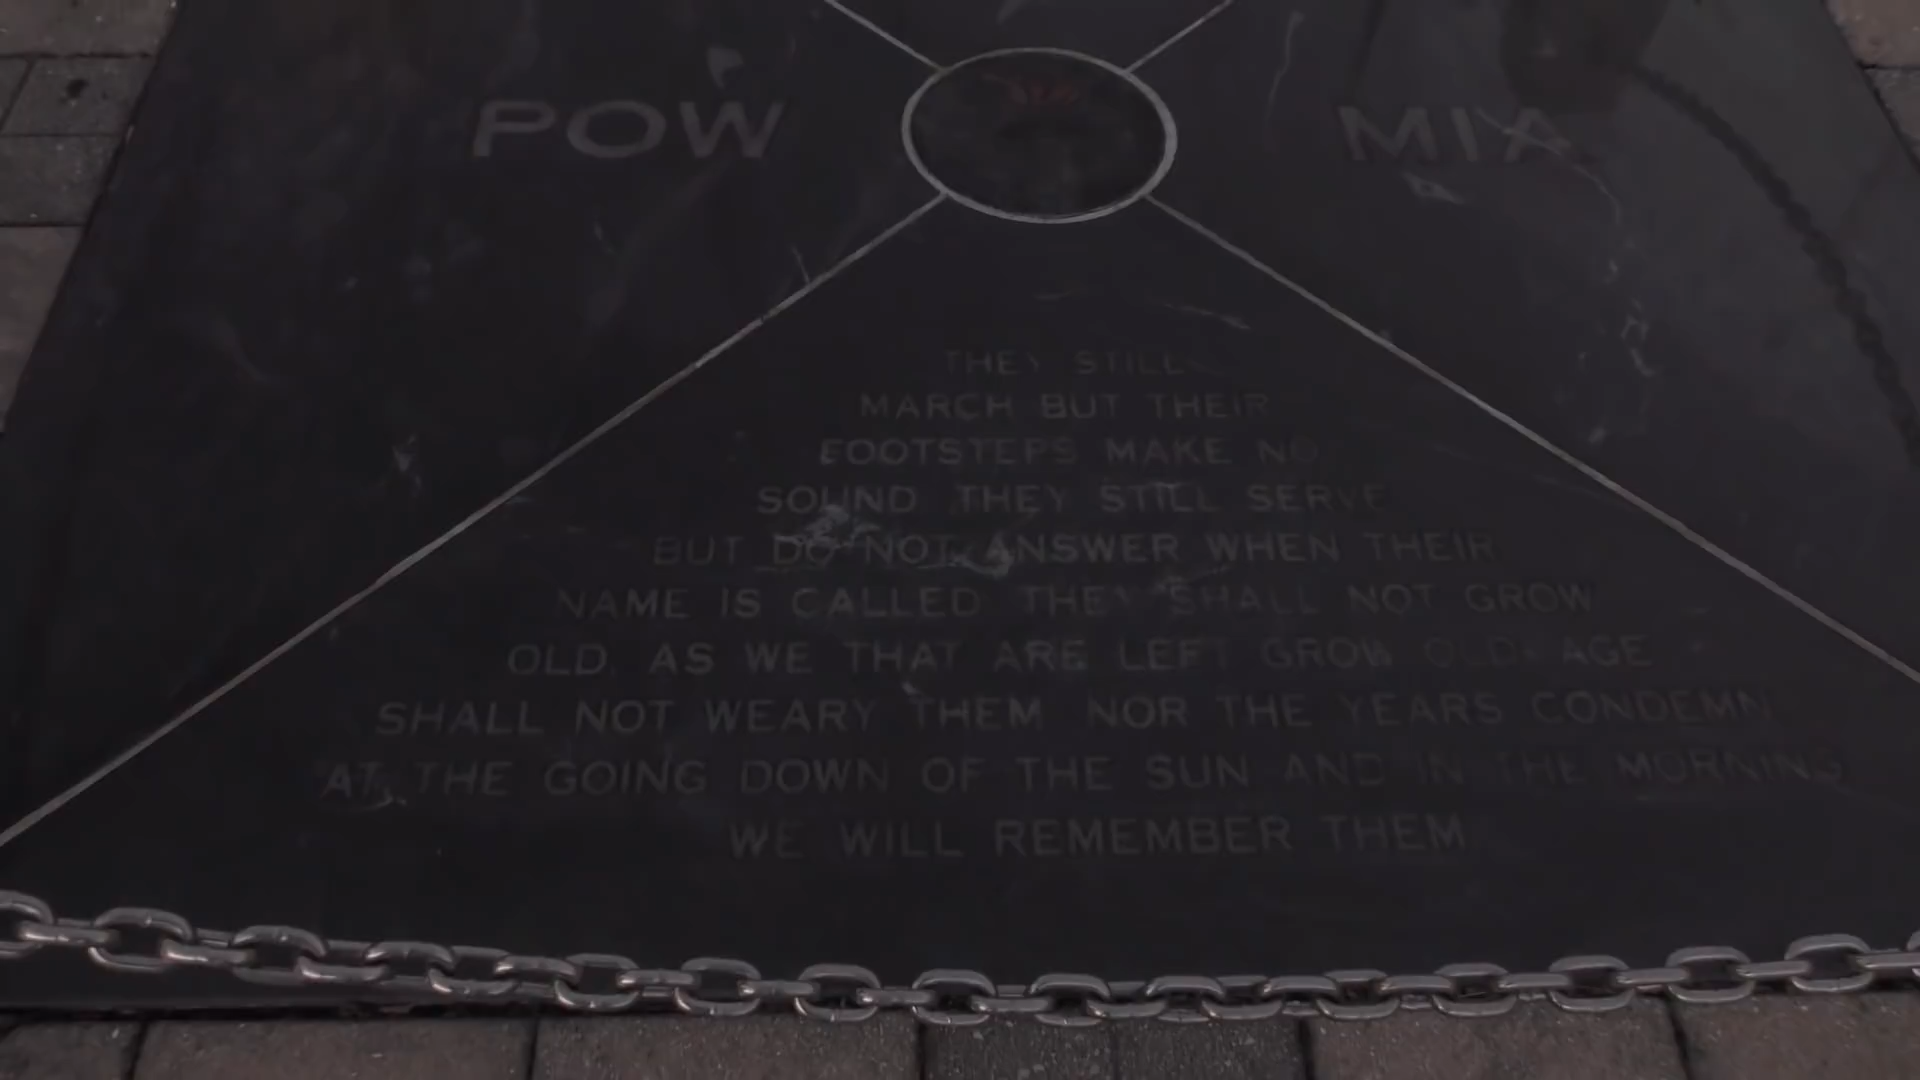 POW MIA
THEY STILL
MARCH BUT THEIR
FOOTSTEPS MAKE NO
SOUND THEY STILL SERVE
BUT DO NOT ANSWER WHEN THEIR
NAME IS CALLED THEY SHALL NOT GROW
OLD, AS WE THAT ARE LEFT GROW OLD AGE
SHALL NOT WEARY THEM NOR THE YEARS CONDEMN
AT THE GOING DOWN OF THE SUN AND IN THE MORNING
WE WILL REMEMBER THEM